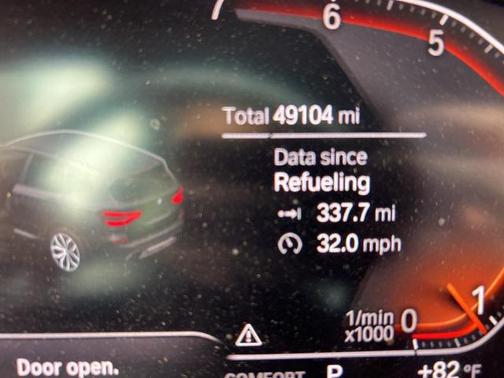 7 6 5
Total 49104 mi
Data since
Refueling
337.7 mi
32.0 mph
1/min
x1000 0 1
Door open.
COMFORT P +82 °F